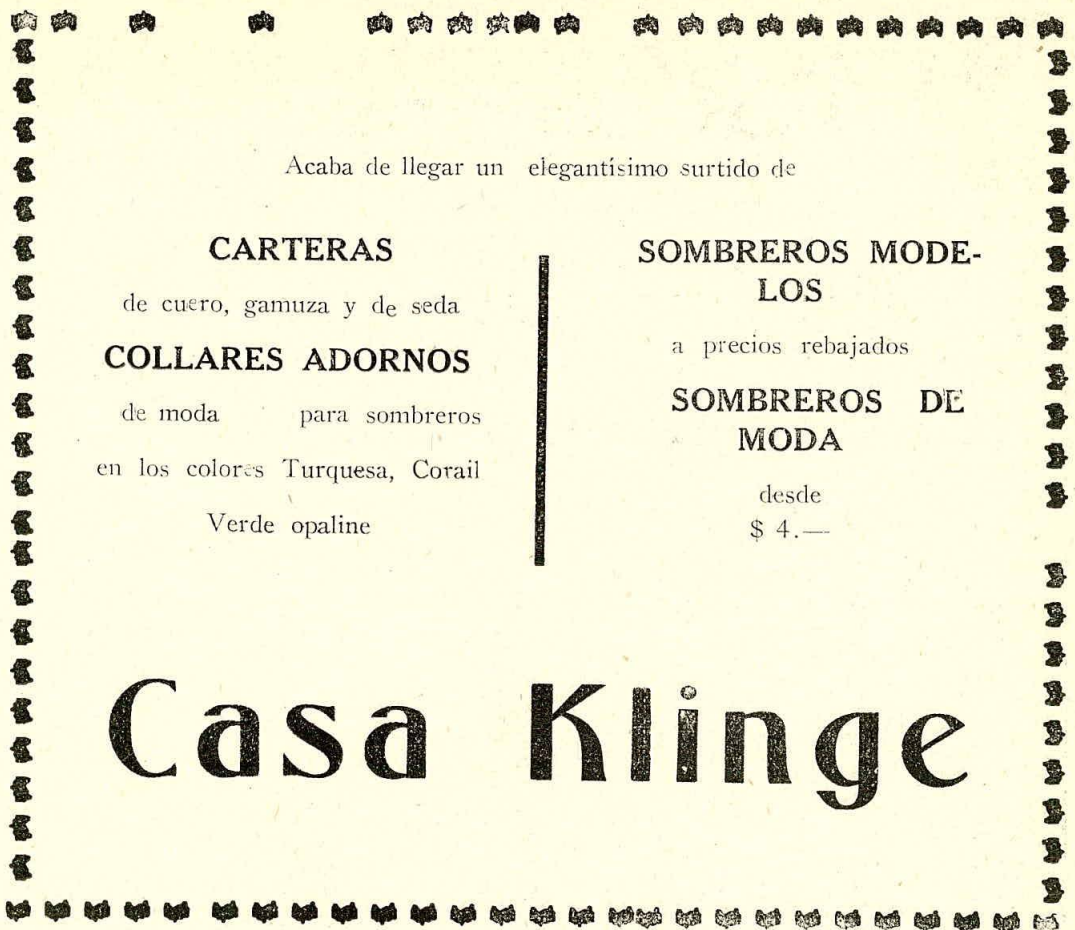 Acaba de llegar un elegantísimo surtido de
CARTERAS
de cuero, gamuza y de seda
COLLARES ADORNOS
de moda para sombreros
en los colores Turquesa, Corail
Verde opaline
SOMBREROS MODE-
LOS
a precios rebajados
SOMBREROS DE
MODA
desde
$ 4.—
Casa Klinge